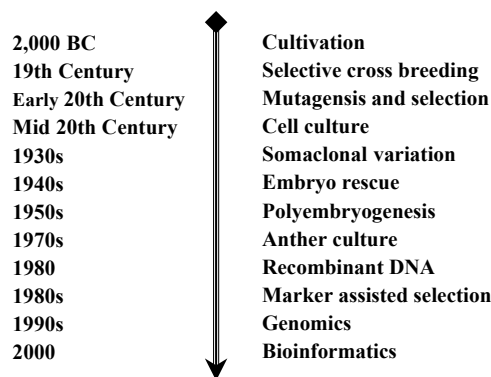 2,000 BC Cultivation
19th Century Selective cross breeding
Early 20th Century Mutagensis and selection
Mid 20th Century Cell culture
1930s Somaclonal variation
1940s Embryo rescue
1950s Polyembryogenesis
1970s Anther culture
1980 Recombinant DNA
1980s Marker assisted selection
1990s Genomics
2000 Bioinformatics